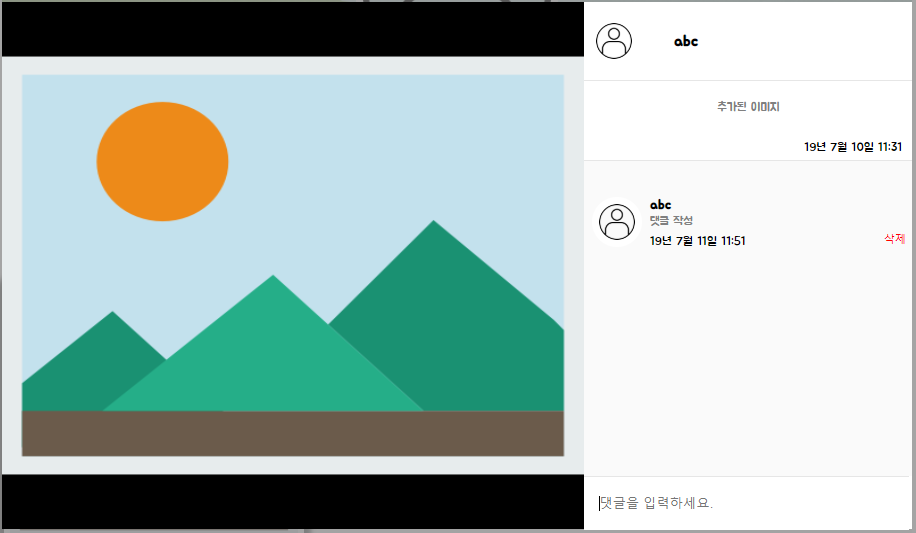 abc
추가된 이미지
19년 7월 10일 11:31
abc
댓글 작성
19년 7월 11일 11:51
삭제
댓글을 입력하세요.